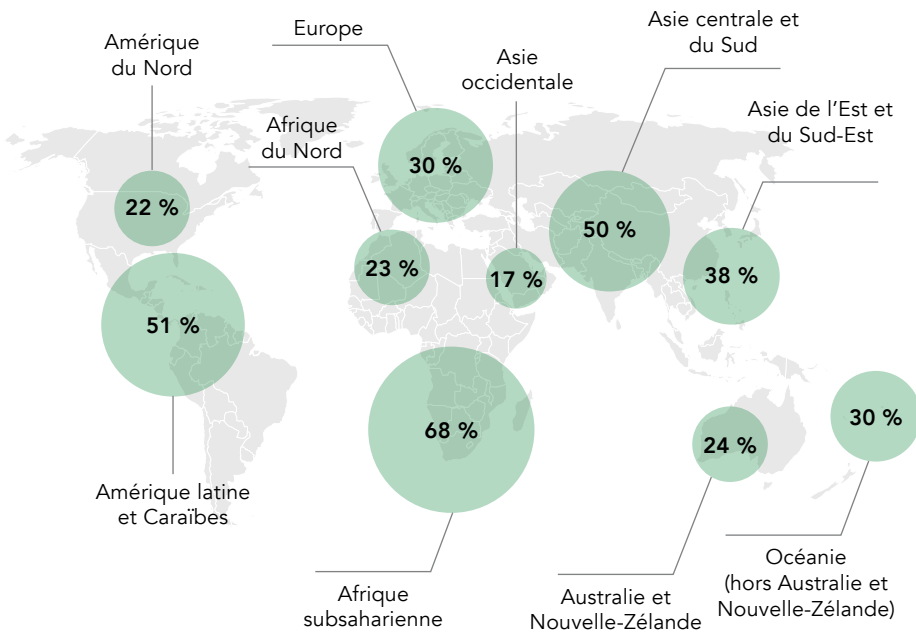 Amérique
du Nord
22 %
Europe
30 %
Asie
occidentale
17 %
Asie centrale et
du Sud
50 %
Asie de l'Est et
du Sud-Est
38 %
Afrique
du Nord
23 %
51 %
Amérique latine
et Caraïbes
68 %
Afrique
subsaharienne
24 %
Australie et
Nouvelle-Zélande
30 %
Océanie
(hors Australie et
Nouvelle-Zélande)